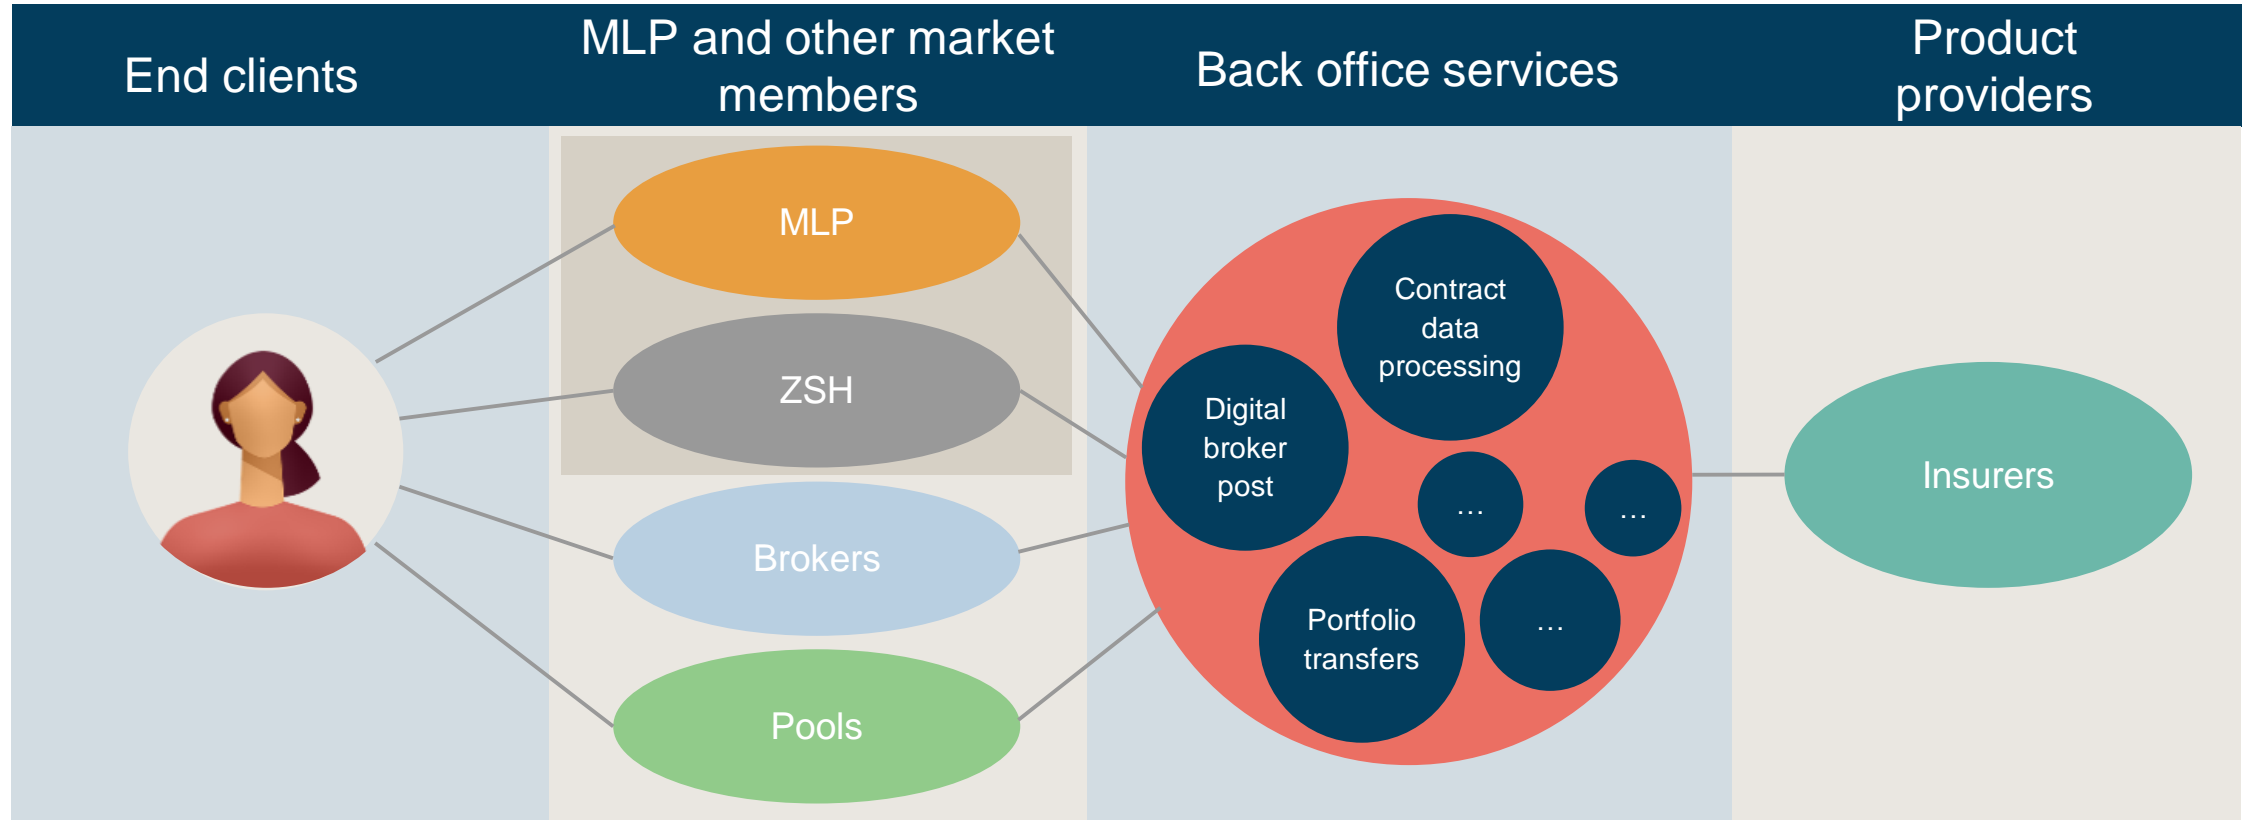 End clients
MLP and other market
members
Back office services
Product
providers
MLP
ZSH
Brokers
Pools
Contract
data
processing
Digital
broker
post
…
…
Portfolio
transfers
…
Insurers